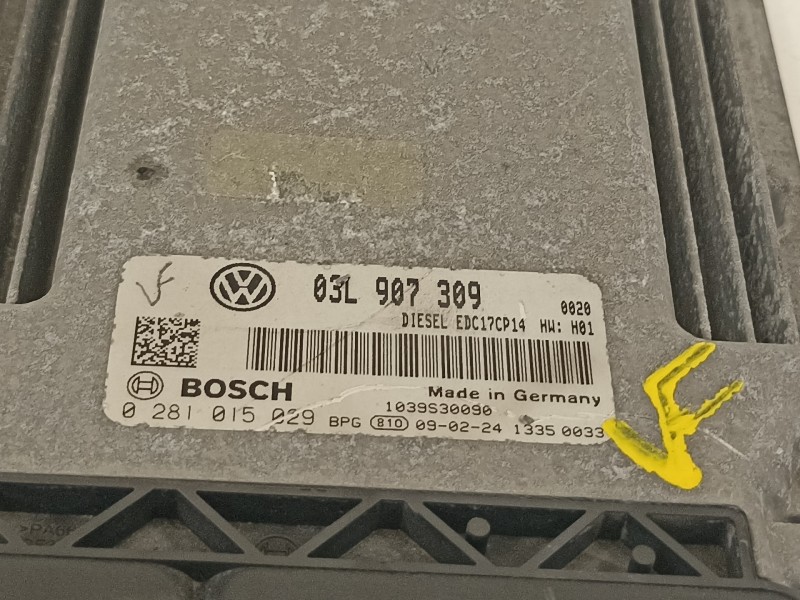 VW 03L 907 309
0020
DIESEL EDC17CP14 HW: H01
BOSCH
Made in Germany
1039S30090
0 281 015 029 BPG 810 09-02-24 1335 0033